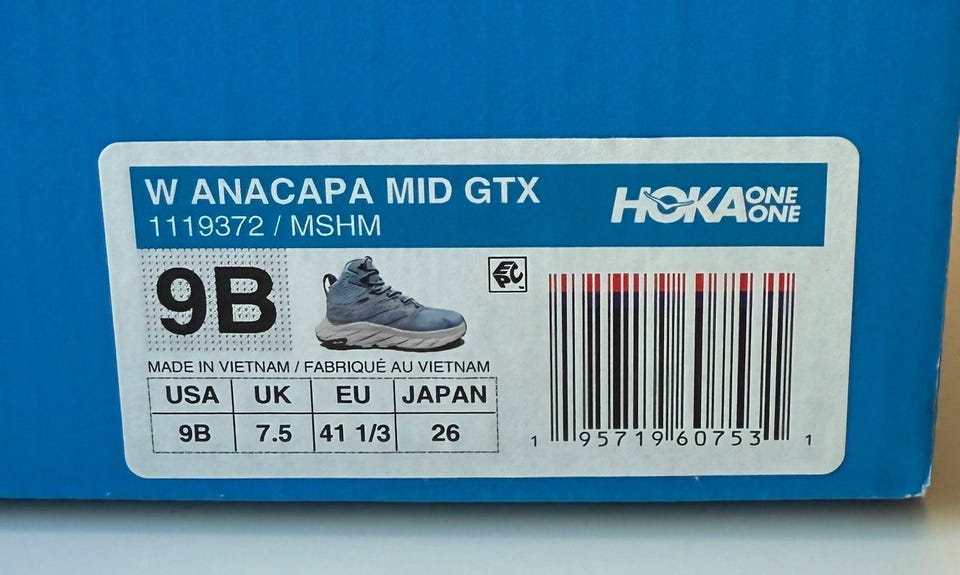 W ANACAPA MID GTX
1119372 / MSHM
HOKA ONE ONE
9B
EPC
MADE IN VIETNAM / FABRIQUÉ AU VIETNAM
USA UK EU JAPAN
9B 7.5 41 1/3 26
1 95719 60753 1